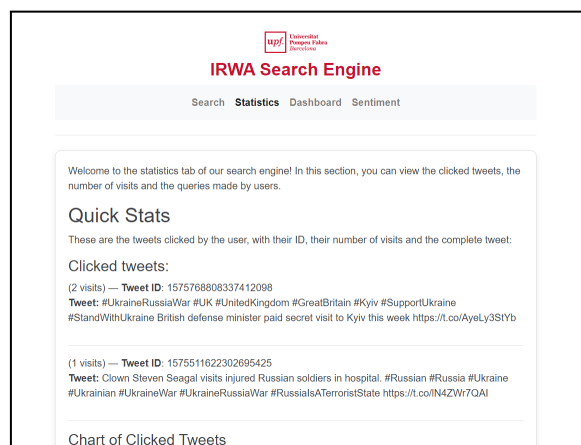 upf. Universitat
Pompeu Fabra
Barcelona
IRWA Search Engine
Search Statistics Dashboard Sentiment
Welcome to the statistics tab of our search engine! In this section, you can view the clicked tweets, the
number of visits and the queries made by users.
Quick Stats
These are the tweets clicked by the user, with their ID, their number of visits and the complete tweet:
Clicked tweets:
(2 visits) — Tweet ID: 1575768808337412098
Tweet: #UkraineRussiaWar #UK #UnitedKingdom #GreatBritain #Kyiv #SupportUkraine
#StandWithUkraine British defense minister paid secret visit to Kyiv this week https://t.co/AyeLy3StYb
(1 visits) — Tweet ID: 1575511622302695425
Tweet: Clown Steven Seagal visits injured Russian soldiers in hospital. #Russian #Russia #Ukraine
#Ukrainian #UkraineWar #UkraineRussiaWar #RussiaIsATerroristState https://t.co/IN4ZWr7QAI
Chart of Clicked Tweets